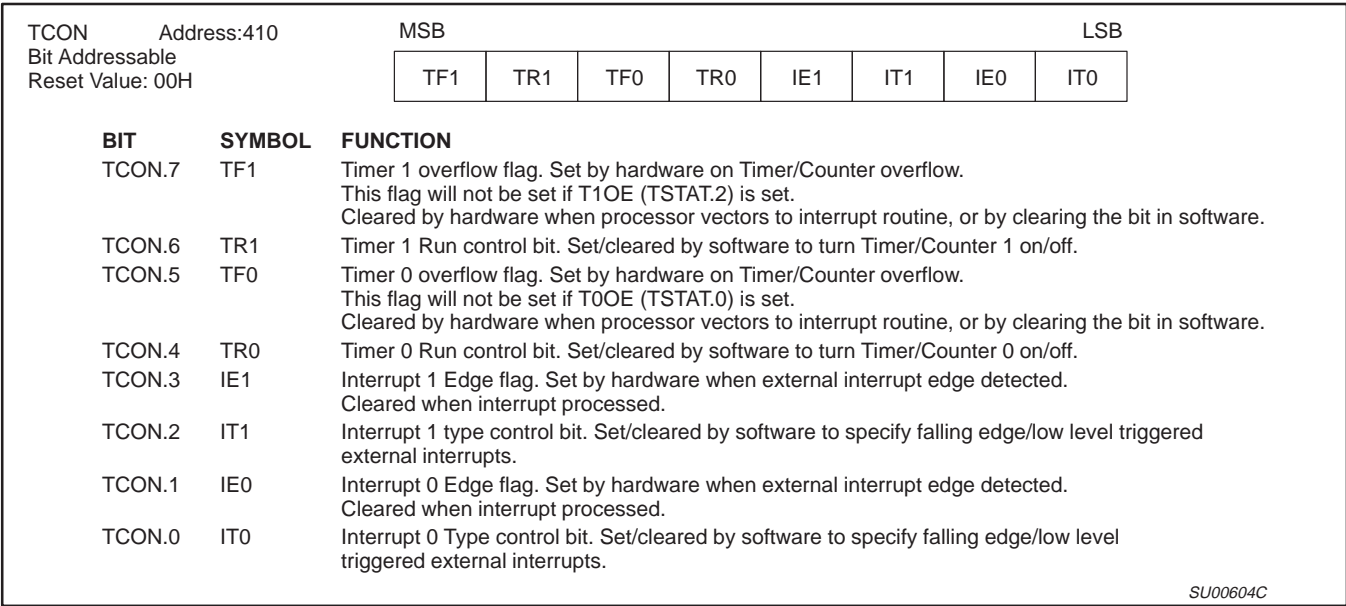 TCON Address:410 MSB LSB
Bit Addressable
Reset Value: 00H
TF1 TR1 TF0 TR0 IE1 IT1 IE0 IT0
BIT SYMBOL FUNCTION
TCON.7 TF1 Timer 1 overflow flag. Set by hardware on Timer/Counter overflow.
This flag will not be set if T1OE (TSTAT.2) is set.
Cleared by hardware when processor vectors to interrupt routine, or by clearing the bit in software.
TCON.6 TR1 Timer 1 Run control bit. Set/cleared by software to turn Timer/Counter 1 on/off.
TCON.5 TF0 Timer 0 overflow flag. Set by hardware on Timer/Counter overflow.
This flag will not be set if T0OE (TSTAT.0) is set.
Cleared by hardware when processor vectors to interrupt routine, or by clearing the bit in software.
TCON.4 TR0 Timer 0 Run control bit. Set/cleared by software to turn Timer/Counter 0 on/off.
TCON.3 IE1 Interrupt 1 Edge flag. Set by hardware when external interrupt edge detected.
Cleared when interrupt processed.
TCON.2 IT1 Interrupt 1 type control bit. Set/cleared by software to specify falling edge/low level triggered
external interrupts.
TCON.1 IE0 Interrupt 0 Edge flag. Set by hardware when external interrupt edge detected.
Cleared when interrupt processed.
TCON.0 IT0 Interrupt 0 Type control bit. Set/cleared by software to specify falling edge/low level
triggered external interrupts.
SU00604C